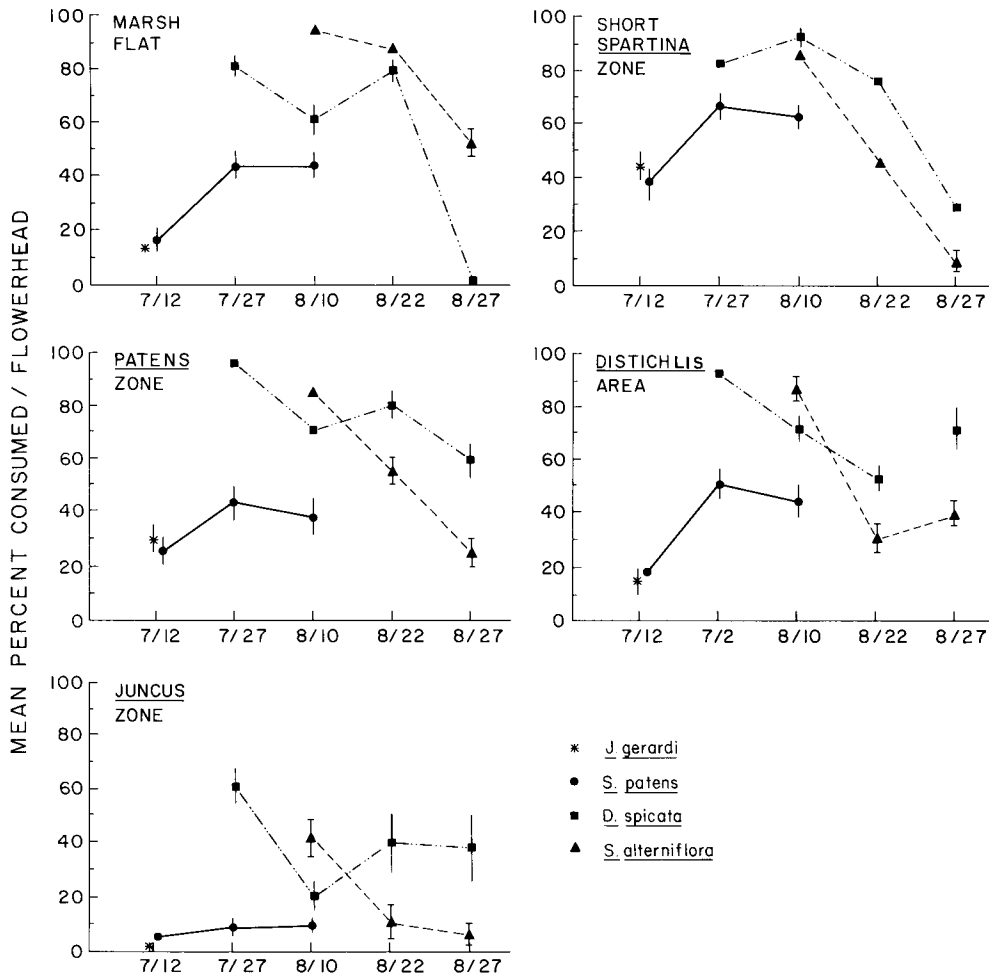 MEAN PERCENT CONSUMED / FLOWERHEAD
MARSH
FLAT
100
80
60
40
20
0
7/12 7/27 8/10 8/22 8/27
SHORT
SPARTINA
ZONE
100
80
60
40
20
0
7/12 7/27 8/10 8/22 8/27
PATENS
ZONE
100
80
60
40
20
0
7/12 7/27 8/10 8/22 8/27
DISTICHLIS
AREA
100
80
60
40
20
0
7/12 7/2 8/10 8/22 8/27
JUNCUS
ZONE
100
80
60
40
20
0
7/12 7/27 8/10 8/22 8/27
J. gerardi
S. patens
D. spicata
S. alterniflora